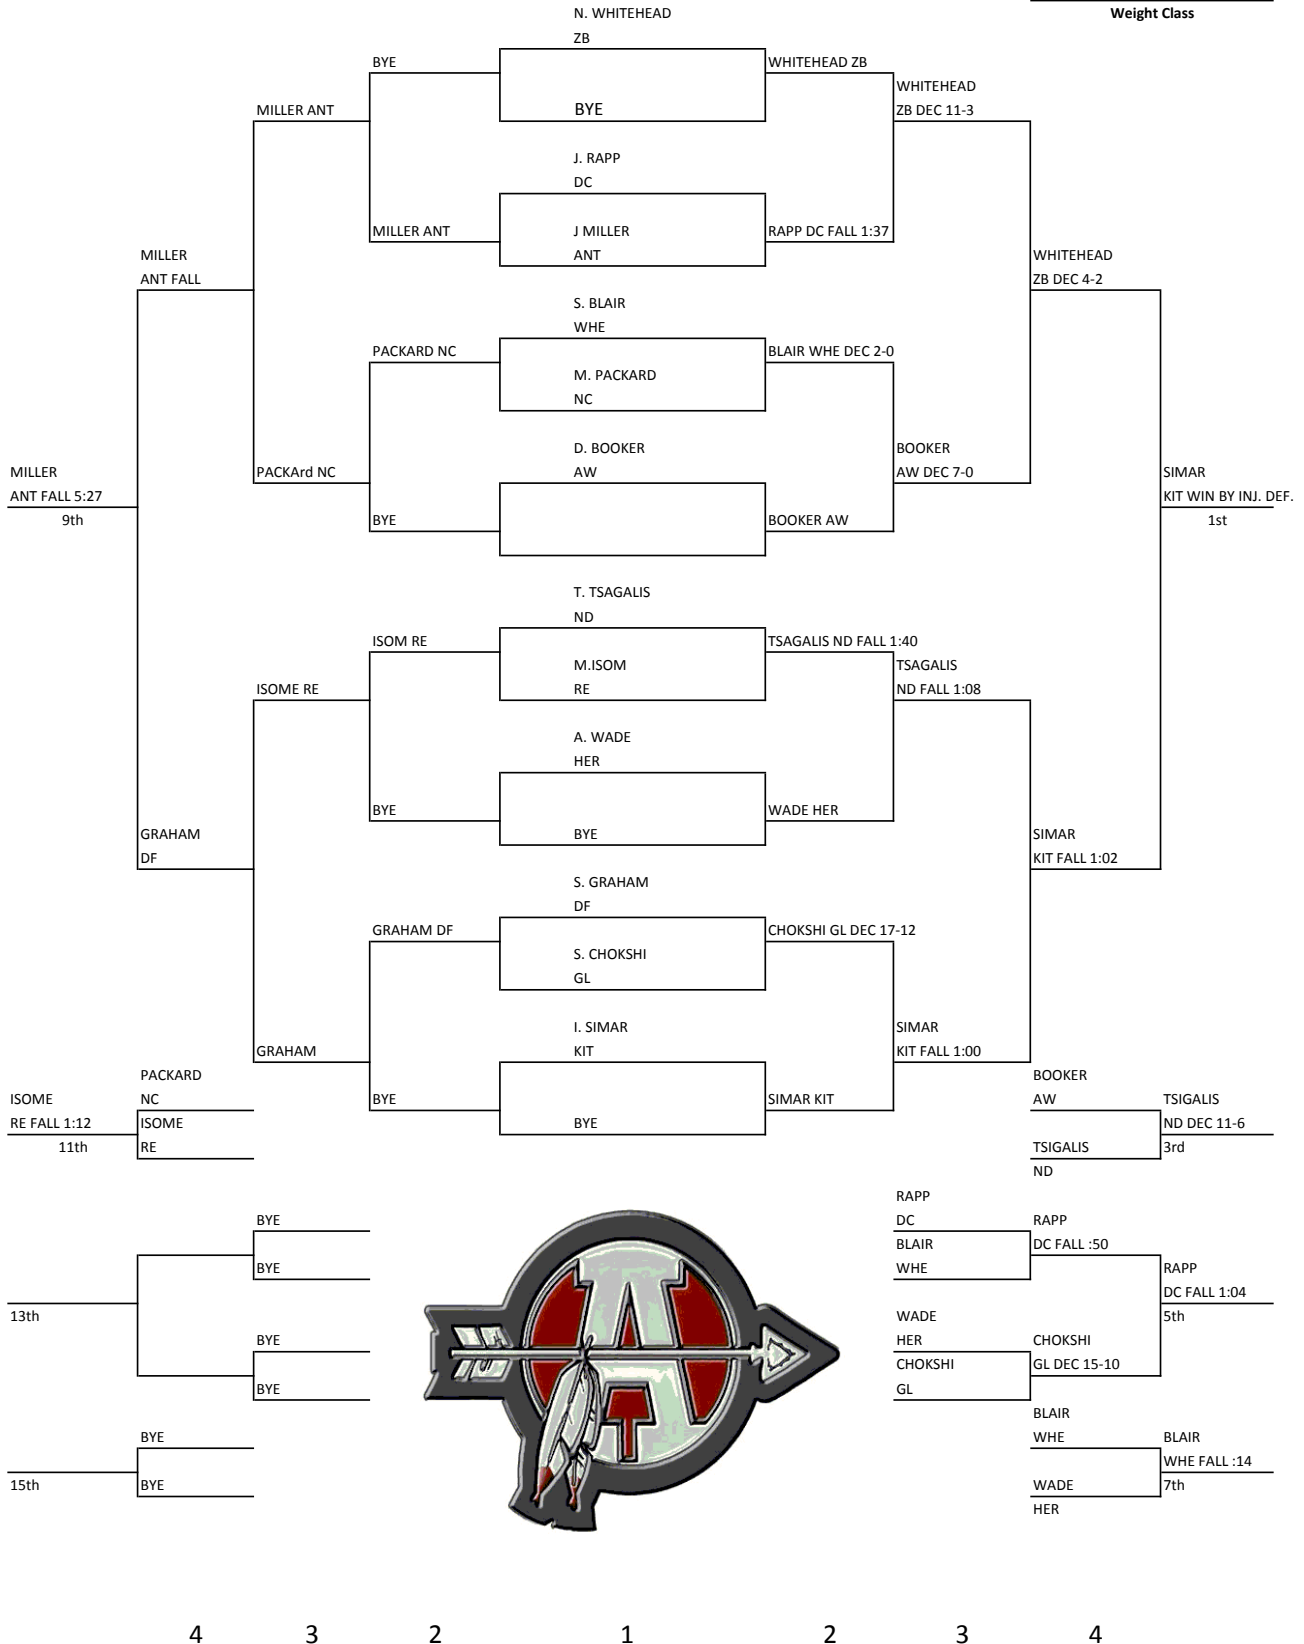 Weight Class
N. WHITEHEAD
ZB
BYE
WHITEHEAD ZB
WHITEHEAD
MILLER ANT
BYE
ZB DEC 11-3
J. RAPP
DC
MILLER ANT
J MILLER
RAPP DC FALL 1:37
MILLER
ANT
WHITEHEAD
ANT FALL
ZB DEC 4-2
S. BLAIR
WHE
PACKARD NC
BLAIR WHE DEC 2-0
M. PACKARD
NC
D. BOOKER
BOOKER
MILLER
PACKArd NC
AW
AW DEC 7-0
SIMAR
ANT FALL 5:27
KIT WIN BY INJ. DEF.
9th
BYE
BOOKER AW
1st
T. TSAGALIS
ND
ISOM RE
TSAGALIS ND FALL 1:40
M.ISOM
TSAGALIS
ISOME RE
RE
ND FALL 1:08
A. WADE
HER
BYE
WADE HER
GRAHAM
BYE
SIMAR
DF
KIT FALL 1:02
S. GRAHAM
DF
GRAHAM DF
CHOKSHI GL DEC 17-12
S. CHOKSHI
GL
I. SIMAR
SIMAR
GRAHAM
KIT
KIT FALL 1:00
PACKARD
BOOKER
ISOME
NC
BYE
SIMAR KIT
AW
TSIGALIS
RE FALL 1:12
ISOME
BYE
ND DEC 11-6
11th
RE
TSIGALIS
3rd
ND
RAPP
BYE
DC
RAPP
BLAIR
DC FALL :50
BYE
WHE
RAPP
DC FALL 1:04
13th
WADE
5th
BYE
HER
CHOKSHI
CHOKSHI
GL DEC 15-10
BYE
GL
BLAIR
BYE
WHE
BLAIR
WHE FALL :14
15th
BYE
WADE
7th
HER
A
4 3 2 1 2 3 4